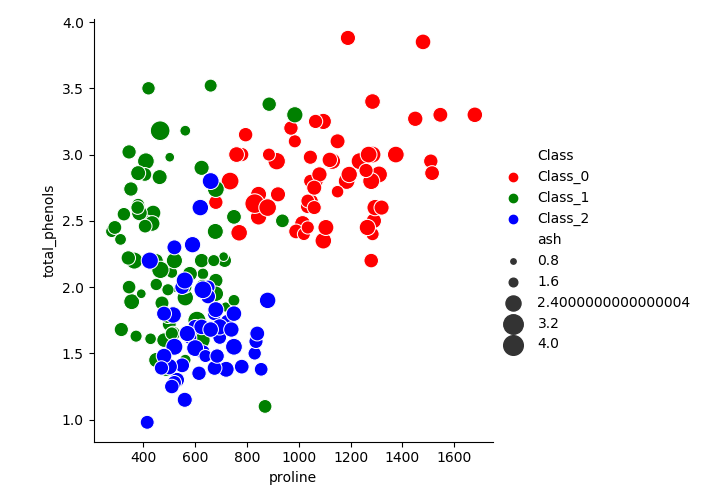 4.0
3.5
3.0
2.5
2.0
1.5
1.0
total_phenols
400 600 800 1000 1200 1400 1600
proline
Class
Class_0
Class_1
Class_2
ash
0.8
1.6
2.4000000000000004
3.2
4.0